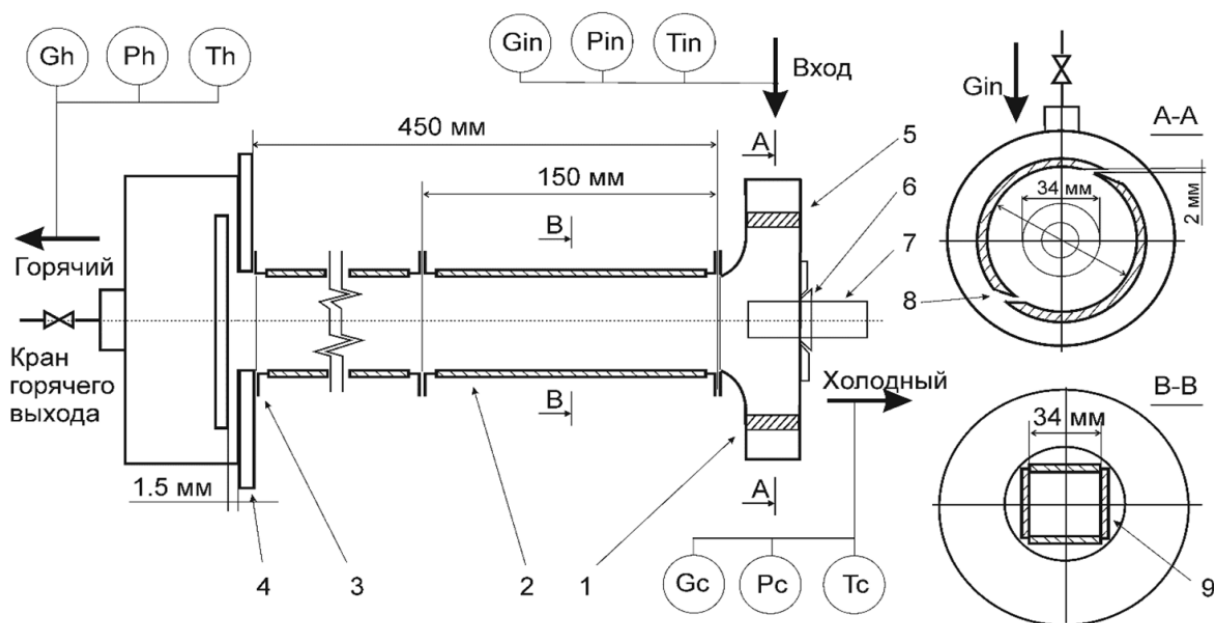 Gh Ph Th
Gin Pin Tin
Вход
Gin
A-A
450 мм
A
5
150 мм
6
34 мм
2 мм
B
7
Горячий
8
Кран
горячего
выхода
Холодный
B-B
B
34 мм
1.5 мм
A
Gc Pc Tc
4 3 2 1
9